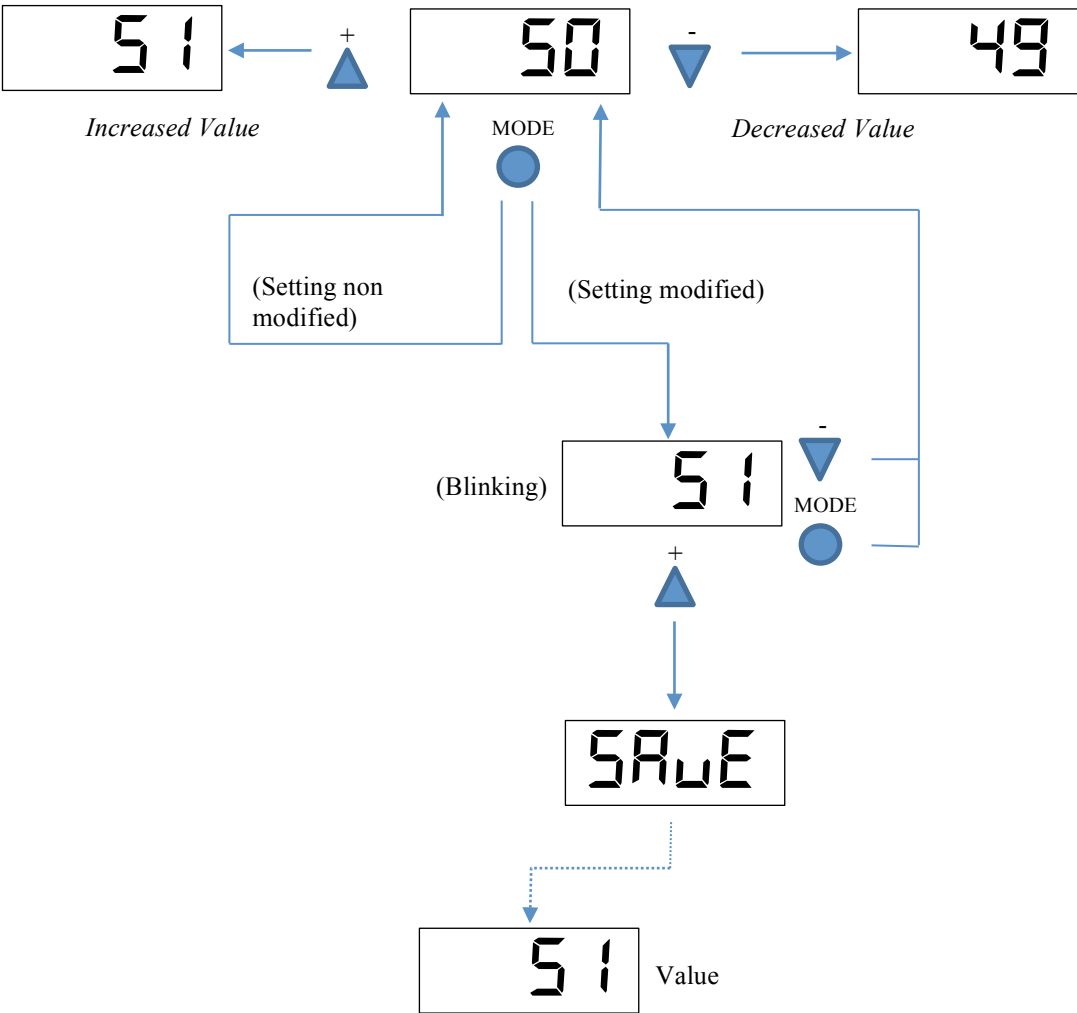 51
+
50
-
49
Increased Value
MODE
Decreased Value
(Setting non
modified)
(Setting modified)
(Blinking)
51
-
MODE
+
SAvE
51
Value